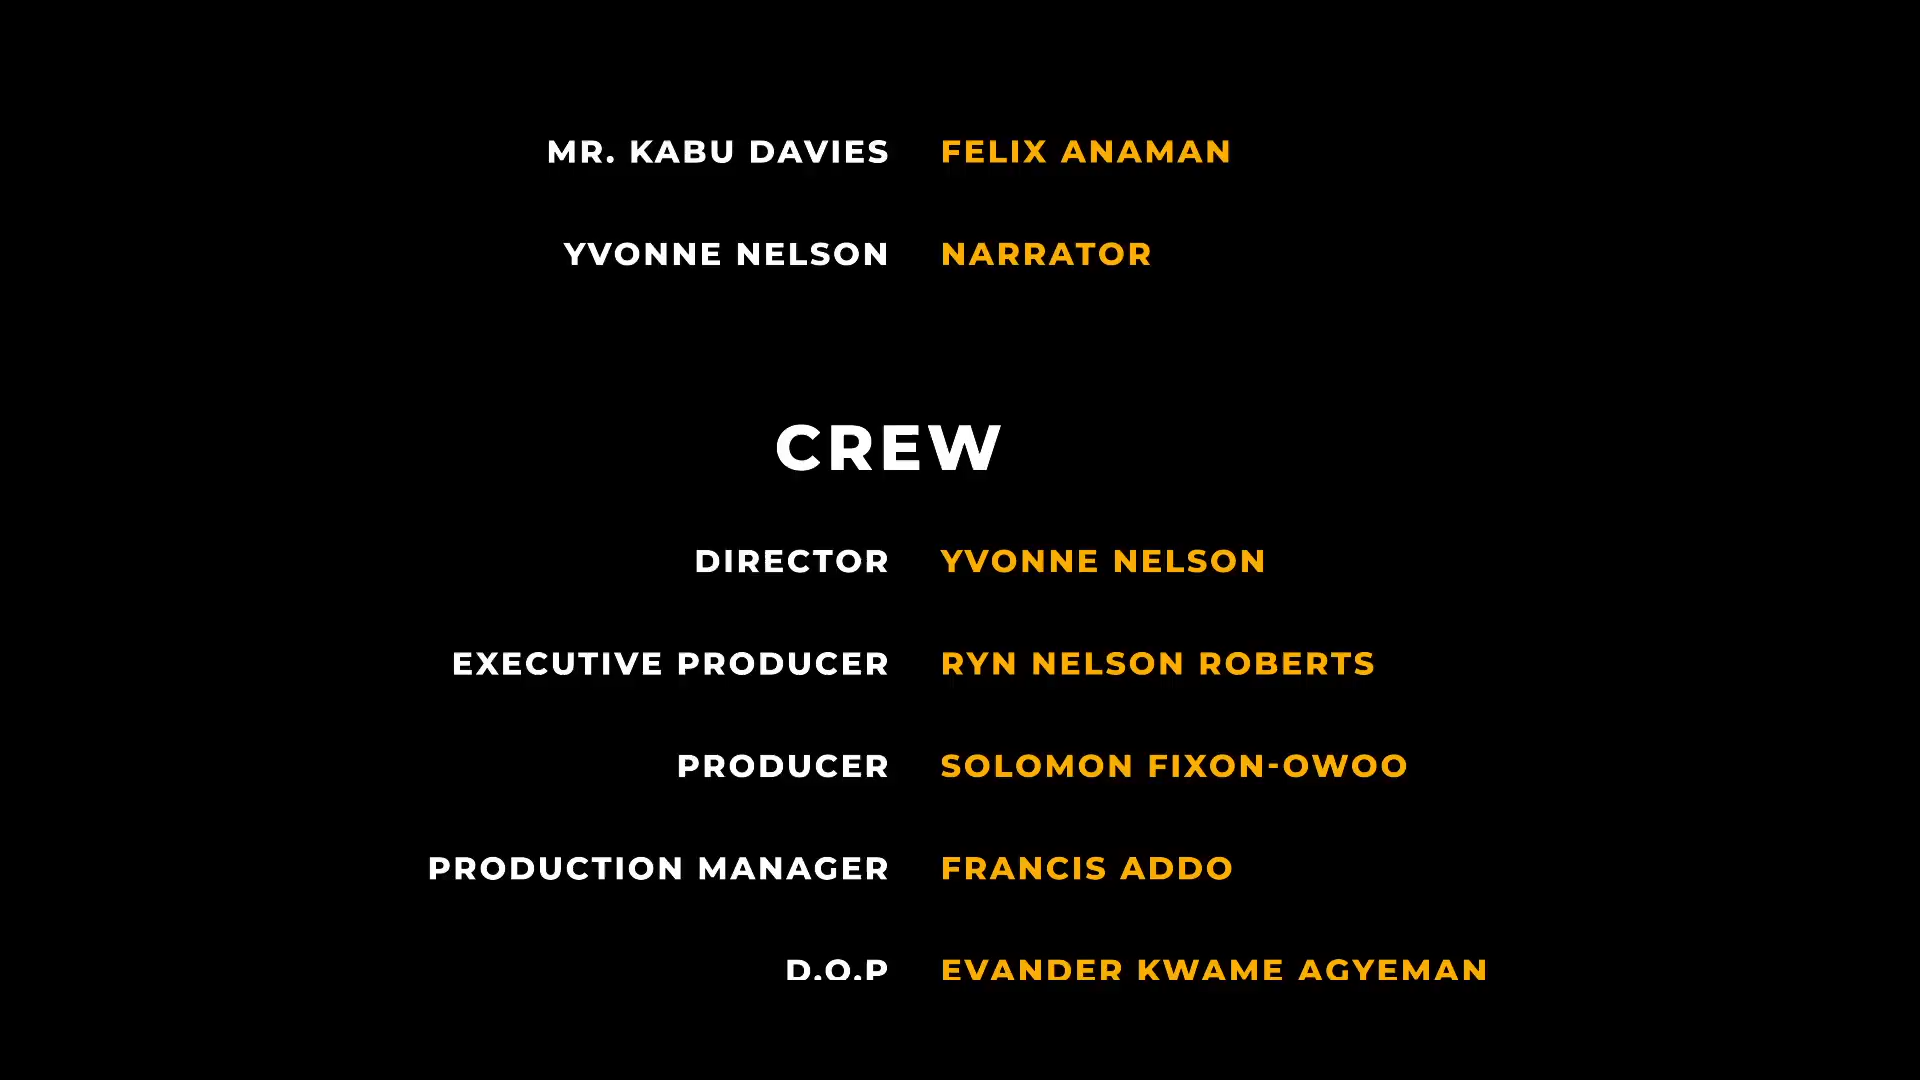 MR. KABU DAVIES FELIX ANAMAN
YVONNE NELSON NARRATOR
CREW
DIRECTOR YVONNE NELSON
EXECUTIVE PRODUCER RYN NELSON ROBERTS
PRODUCER SOLOMON FIXON-OWOO
PRODUCTION MANAGER FRANCIS ADDO
D.O.P EVANDER KWAME AGYEMAN